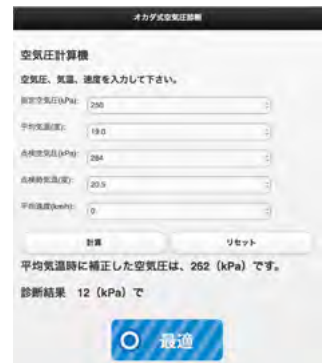 オカダ式空気圧診断
空気圧計算機
空気圧、気温、速度を入力して下さい。
指定空気圧(kPa): 250
平均気温(度): 19.0
点検空気圧(kPa): 264
点検時気温(度): 20.5
平均速度(km/h): 0
計算 リセット
平均気温時に補正した空気圧は、262（kPa）です。
診断結果 12（kPa）で
最適